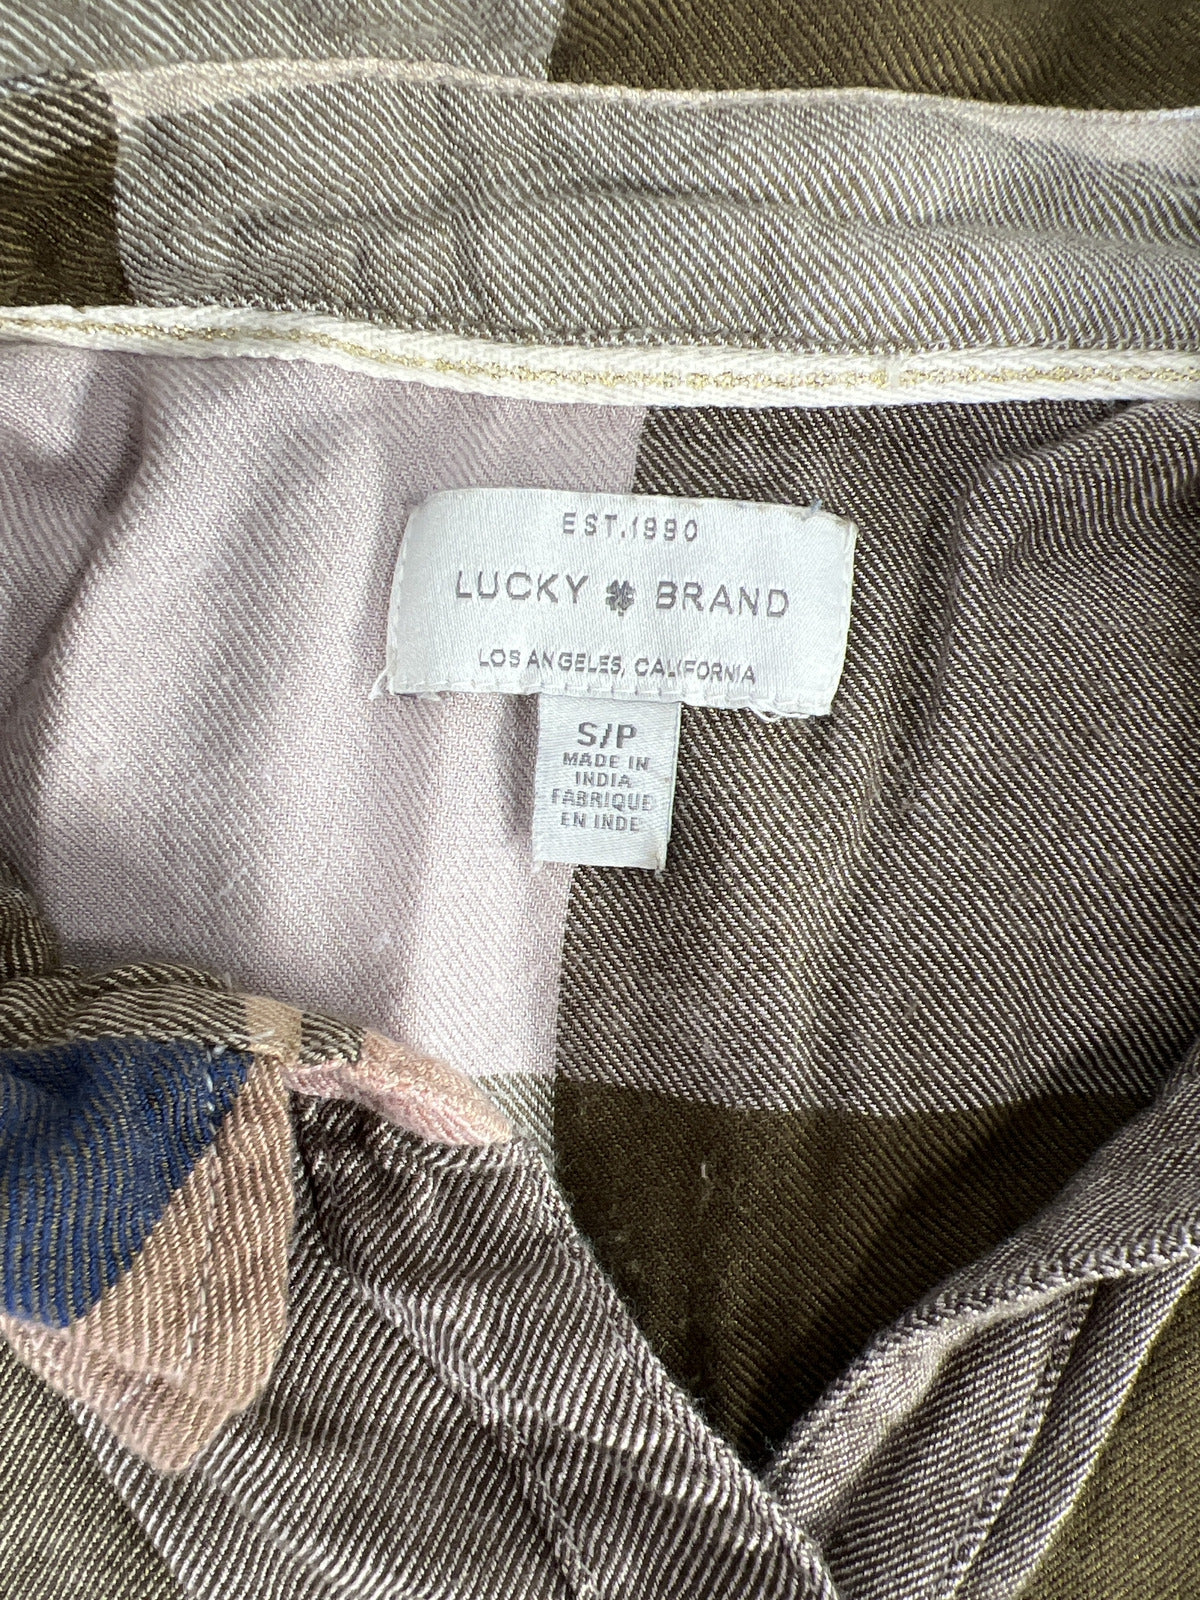 EST.1990
LUCKY BRAND
LOS ANGELES, CALIFORNIA
S/P
MADE IN
INDIA
FABRIQUE
EN INDE